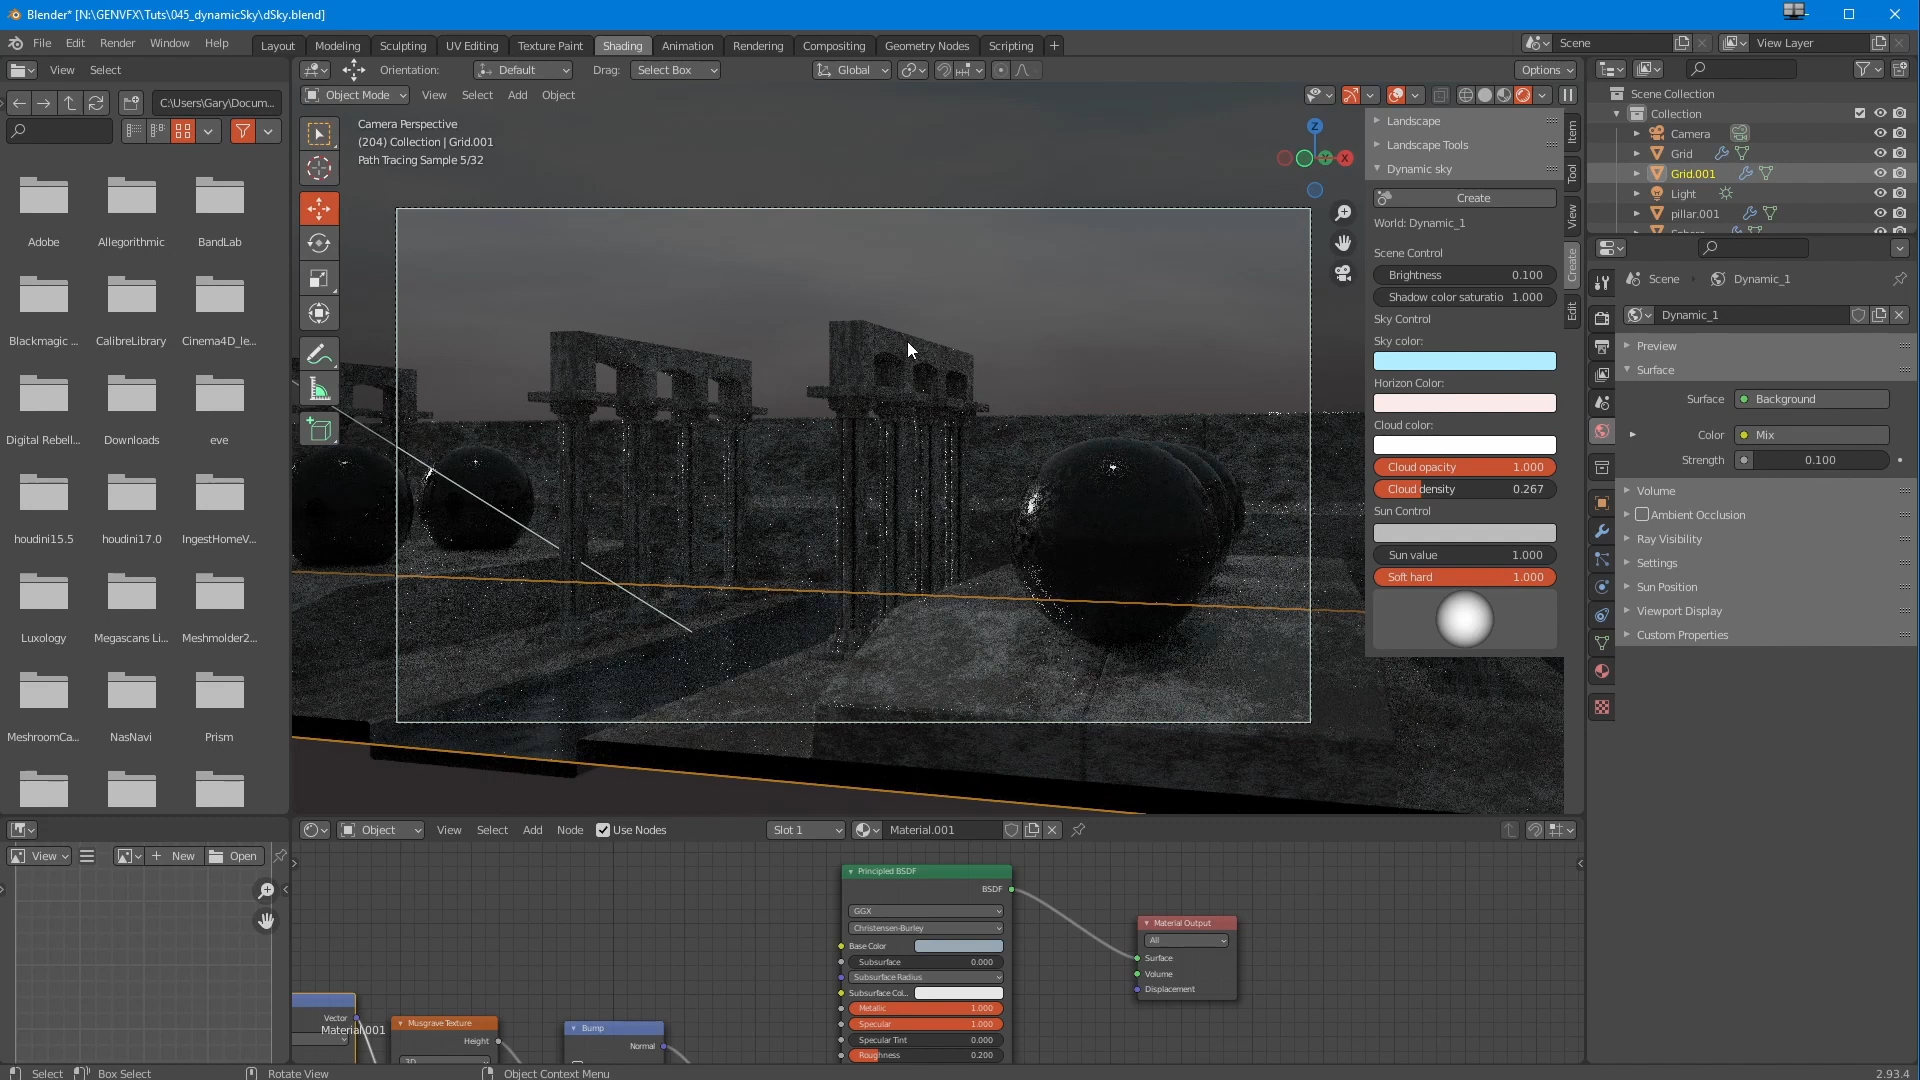 Blender* [N:\GENVFX\Tuts\045_dynamicSky\dSky.blend]
File Edit Render Window Help Layout Modeling Sculpting UV Editing Texture Paint Shading Animation Rendering Compositing Geometry Nodes Scripting + Scene View Layer
View Select Orientation: Default Drag: Select Box Global Options
C:\Users\Gary\Docum... Object Mode View Select Add Object
Adobe Allegorithmic BandLab
Blackmagic ... CalibreLibrary Cinema4D_le...
Digital Rebell... Downloads eve
houdini15.5 houdini17.0 IngestHomeV...
Luxology Megascans Li... Meshmolder2...
MeshroomCa... NasNavi Prism
Camera Perspective
(204) Collection | Grid.001
Path Tracing Sample 5/32
Z
Y X
Landscape
Landscape Tools
Dynamic sky
Create
World: Dynamic_1
Scene Control
Brightness 0.100
Shadow color saturatio 1.000
Sky Control
Sky color:
Horizon Color:
Cloud color:
Cloud opacity 1.000
Cloud density 0.267
Sun Control
Sun value 1.000
Soft hard 1.000
Item
Tool
View
Create
Edit
Scene Collection
Collection
Camera
Grid
Grid.001
Light
pillar.001
Scene Dynamic_1
Dynamic_1
Preview
Surface
Surface Background
Color Mix
Strength 0.100
Volume
Ambient Occlusion
Ray Visibility
Settings
Sun Position
Viewport Display
Custom Properties
View New Open
Object View Select Add Node Use Nodes Slot 1 Material.001
Principled BSDF
BSDF
GGX
Christensen-Burley
Base Color
Subsurface 0.000
Subsurface Radius
Subsurface Col...
Metallic 1.000
Specular 1.000
Specular Tint 0.000
Roughness 0.200
Material Output
All
Surface
Volume
Displacement
Vector
Material.001
Musgrave Texture
Height
3D
Bump
Normal
Select Box Select Rotate View Object Context Menu 2.93.4